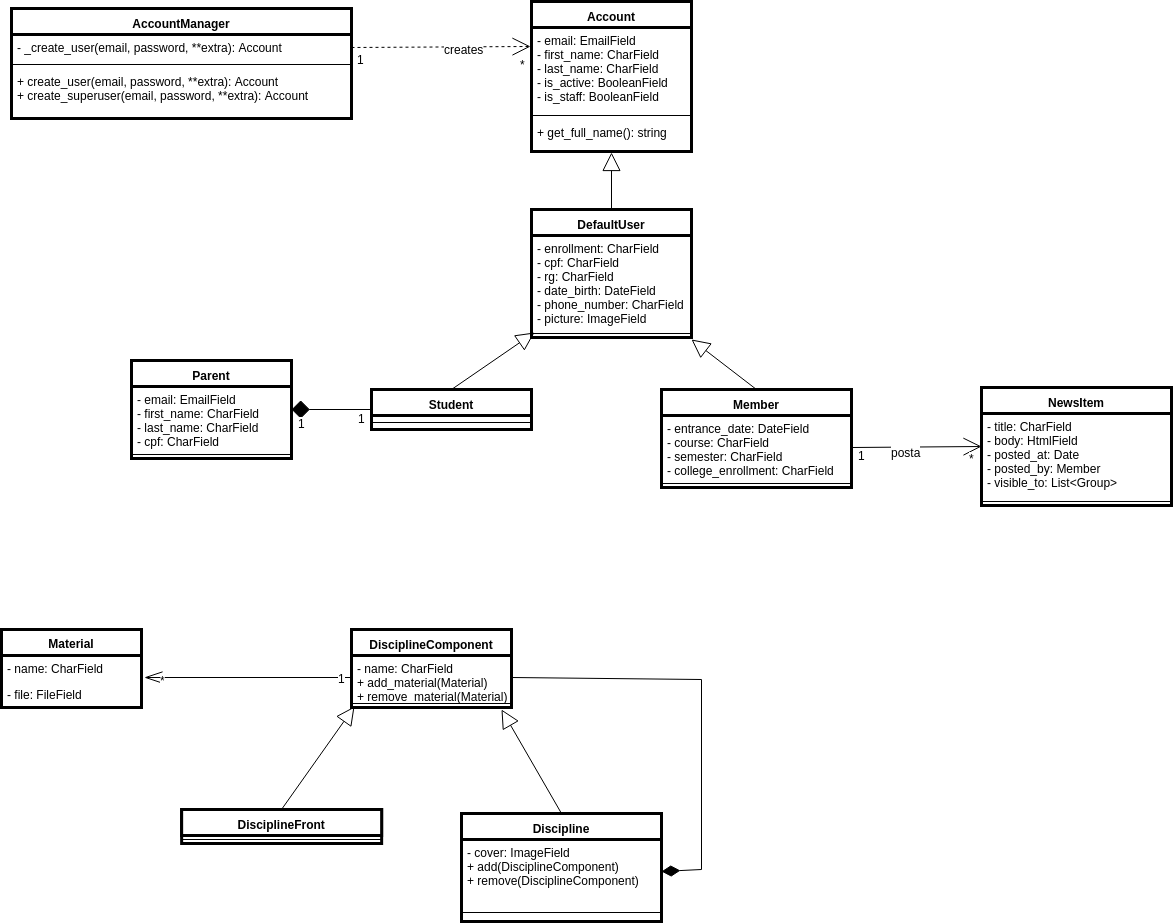 AccountManager
- _create_user(email, password, **extra): Account
+ create_user(email, password, **extra): Account
+ create_superuser(email, password, **extra): Account
1
creates
*
Account
- email: EmailField
- first_name: CharField
- last_name: CharField
- is_active: BooleanField
- is_staff: BooleanField
+ get_full_name(): string
DefaultUser
- enrollment: CharField
- cpf: CharField
- rg: CharField
- date_birth: DateField
- phone_number: CharField
- picture: ImageField
Parent
- email: EmailField
- first_name: CharField
- last_name: CharField
- cpf: CharField
1
1
Student
Member
- entrance_date: DateField
- course: CharField
- semester: CharField
- college_enrollment: CharField
1
posta
*
NewsItem
- title: CharField
- body: HtmlField
- posted_at: Date
- posted_by: Member
- visible_to: List<Group>
Material
- name: CharField
- file: FileField
*
1
DisciplineComponent
- name: CharField
+ add_material(Material)
+ remove_material(Material)
DisciplineFront
Discipline
- cover: ImageField
+ add(DisciplineComponent)
+ remove(DisciplineComponent)